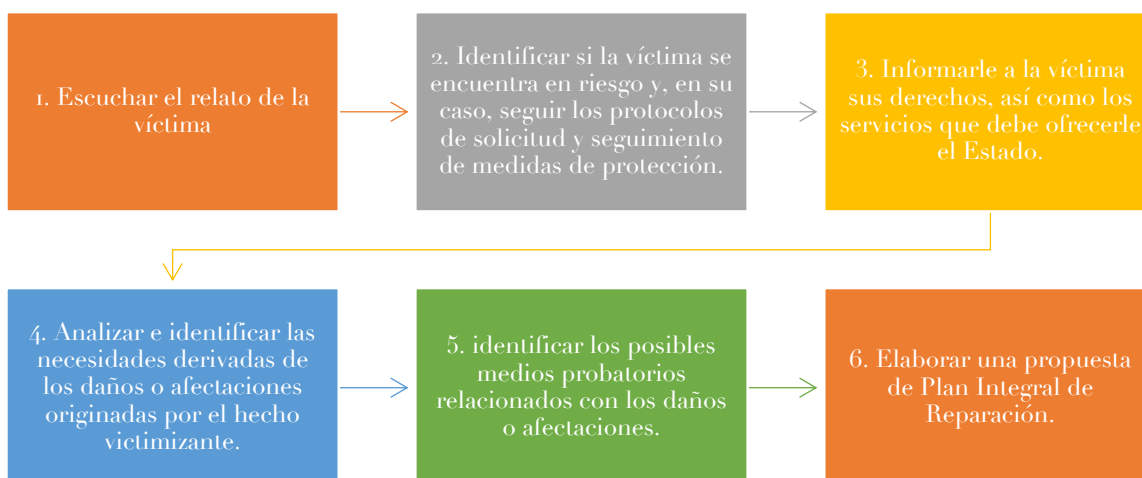 1. Escuchar el relato de la
víctima
2. Identificar si la víctima se
encuentra en riesgo y, en su
caso, seguir los protocolos
de solicitud y seguimiento
de medidas de protección.
3. Informarle a la víctima
sus derechos, así como los
servicios que debe ofrecerle
el Estado.
4. Analizar e identificar las
necesidades derivadas de
los daños o afectaciones
originadas por el hecho
victimizante.
5. identificar los posibles
medios probatorios
relacionados con los daños
o afectaciones.
6. Elaborar una propuesta
de Plan Integral de
Reparación.